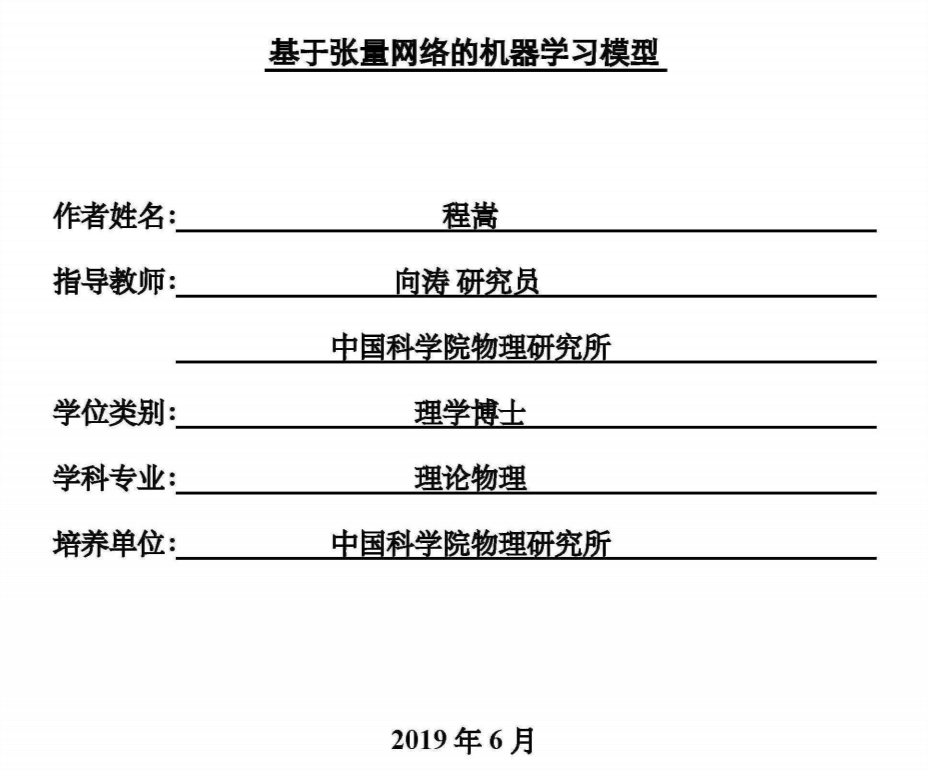 基于张量网络的机器学习模型
作者姓名：程嵩
指导教师：向涛 研究员
中国科学院物理研究所
学位类别：理学博士
学科专业：理论物理
培养单位：中国科学院物理研究所
2019 年 6 月